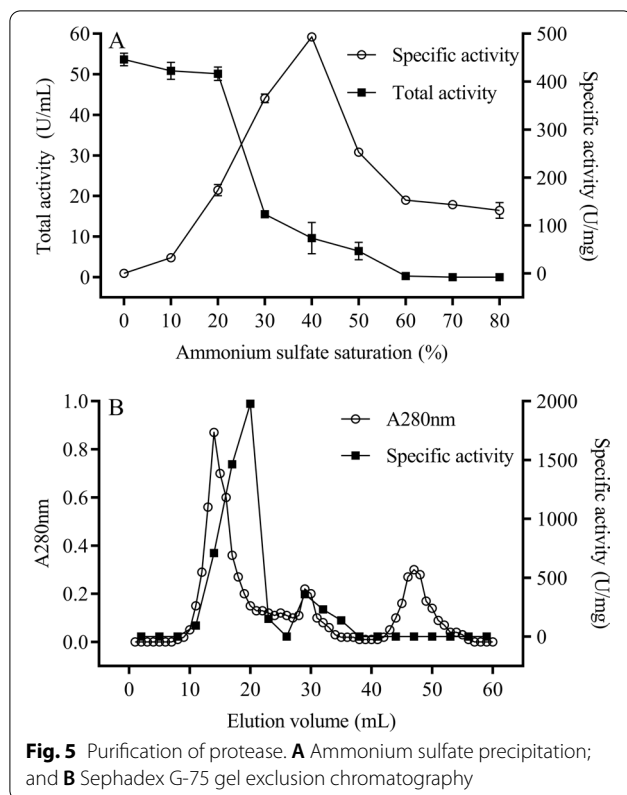 A
Specific activity
Total activity
Total activity (U/mL)
60
50
40
30
20
10
0
Specific activity (U/mg)
500
400
300
200
100
0
0 10 20 30 40 50 60 70 80
Ammonium sulfate saturation (%)
B
A280nm
Specific activity
A280nm
1.0
0.8
0.6
0.4
0.2
0.0
Specific activity (U/mg)
2000
1500
1000
500
0
0 10 20 30 40 50 60
Elution volume (mL)
Fig. 5 Purification of protease. A Ammonium sulfate precipitation;
and B Sephadex G-75 gel exclusion chromatography